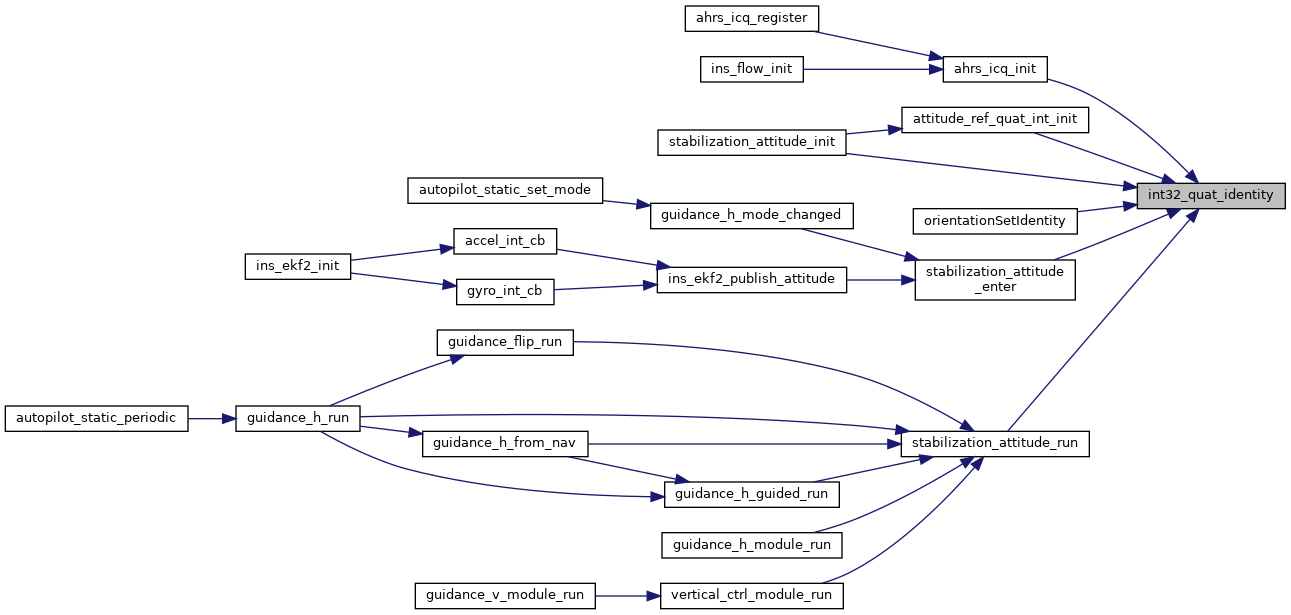 ahrs_icq_register
ins_flow_init
ahrs_icq_init
attitude_ref_quat_int_init
stabilization_attitude_init
autopilot_static_set_mode
int32_quat_identity
guidance_h_mode_changed
orientationSetIdentity
accel_int_cb
ins_ekf2_init
ins_ekf2_publish_attitude
stabilization_attitude
_enter
gyro_int_cb
guidance_flip_run
autopilot_static_periodic
guidance_h_run
guidance_h_from_nav
stabilization_attitude_run
guidance_h_guided_run
guidance_h_module_run
guidance_v_module_run
vertical_ctrl_module_run